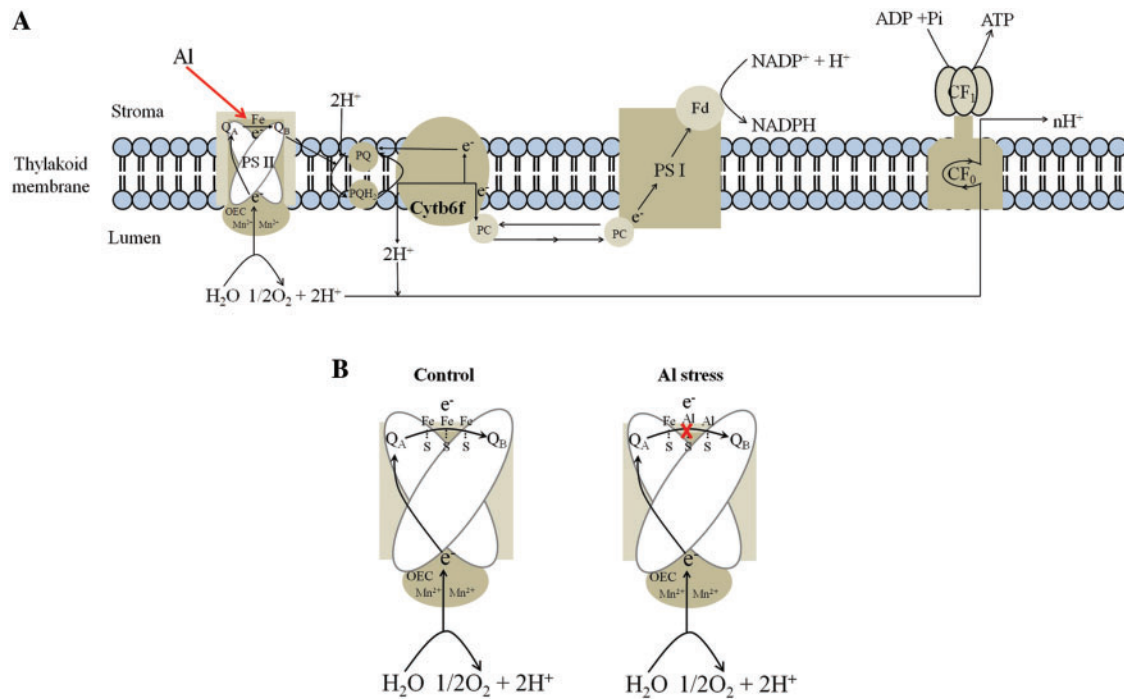 A
Al
ADP +Pi ATP
NADP⁺ + H⁺
2H⁺
Fd
CF₁
Stroma
Fe
Q_A e⁻ Q_B
NADPH
nH⁺
Thylakoid
membrane
PS II
PQ
e⁻
PS I
CF₀
PQH₂
e⁻
e⁻
Cytb6f
OEC
Mn²⁺ Mn²⁺
e⁻
Lumen
PC
PC
2H⁺
H₂O 1/2O₂ + 2H⁺
B
Control
Al stress
e⁻
e⁻
Fe Fe Fe
Fe Al Al
Q_A Q_B
Q_A X Q_B
S S S
S S S
e⁻
e⁻
OEC
OEC
Mn²⁺ Mn²⁺
Mn²⁺ Mn²⁺
H₂O 1/2O₂ + 2H⁺
H₂O 1/2O₂ + 2H⁺